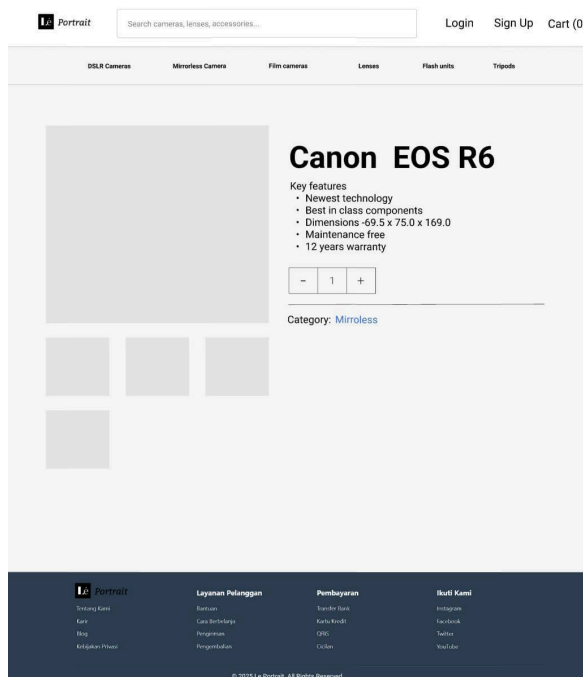 Lé Portrait
Search cameras, lenses, accessories...
Login Sign Up Cart (0
DSLR Cameras Mirrorless Camera Film cameras Lenses Flash units Tripods
Canon EOS R6
Key features
• Newest technology
• Best in class components
• Dimensions -69.5 x 75.0 x 169.0
• Maintenance free
• 12 years warranty
- 1 +
Category: Mirroless
Lé Portrait
Tentang Kami
Karir
Blog
Kebijakan Privasi
Layanan Pelanggan
Bantuan
Cara Berbelanja
Pengiriman
Pengembalian
Pembayaran
Transfer Bank
Kartu Kredit
QRIS
Cicilan
Ikuti Kami
Instagram
Facebook
Twitter
YouTube
© 2025 Le Portrait. All Rights Reserved